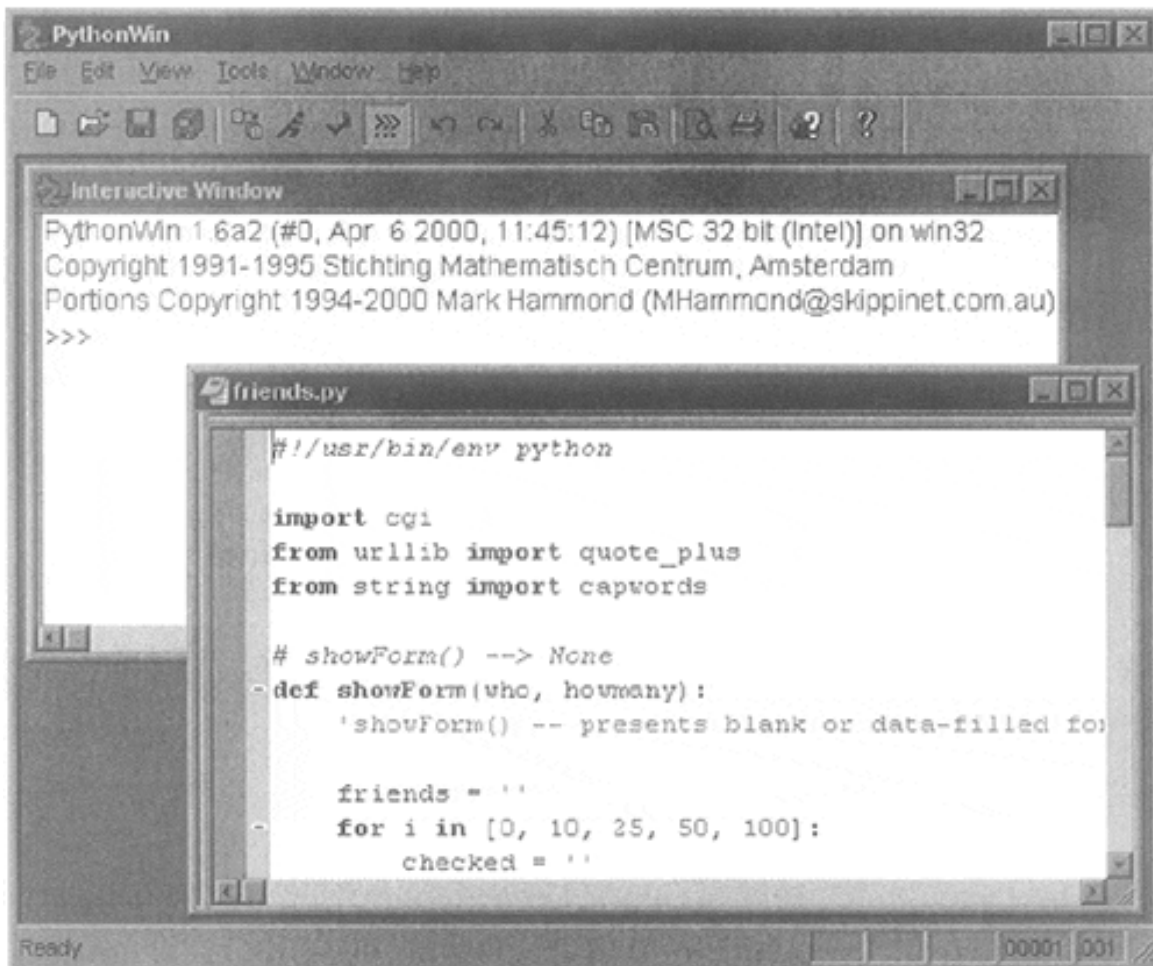 PythonWin
File Edit View Tools Window Help
Interactive Window
PythonWin 1.6a2 (#0, Apr 6 2000, 11:45:12) [MSC 32 bit (Intel)] on win32
Copyright 1991-1995 Stichting Mathematisch Centrum, Amsterdam
Portions Copyright 1994-2000 Mark Hammond (MHammond@skippinet.com.au)
>>>
friends.py
#!/usr/bin/env python
import cgi
from urllib import quote_plus
from string import capwords
# showForm() --> None
def showForm(who, howmany):
'showForm() -- presents blank or data-filled for
friends = ''
for i in [0, 10, 25, 50, 100]:
checked = ''
Ready 00001 001